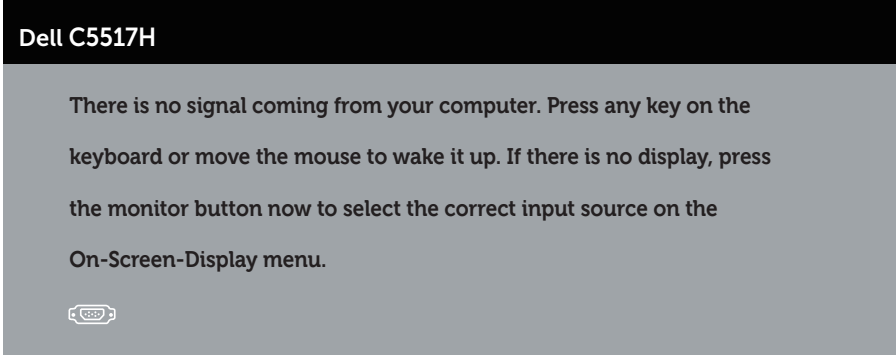 Dell C5517H
There is no signal coming from your computer. Press any key on the
keyboard or move the mouse to wake it up. If there is no display, press
the monitor button now to select the correct input source on the
On-Screen-Display menu.